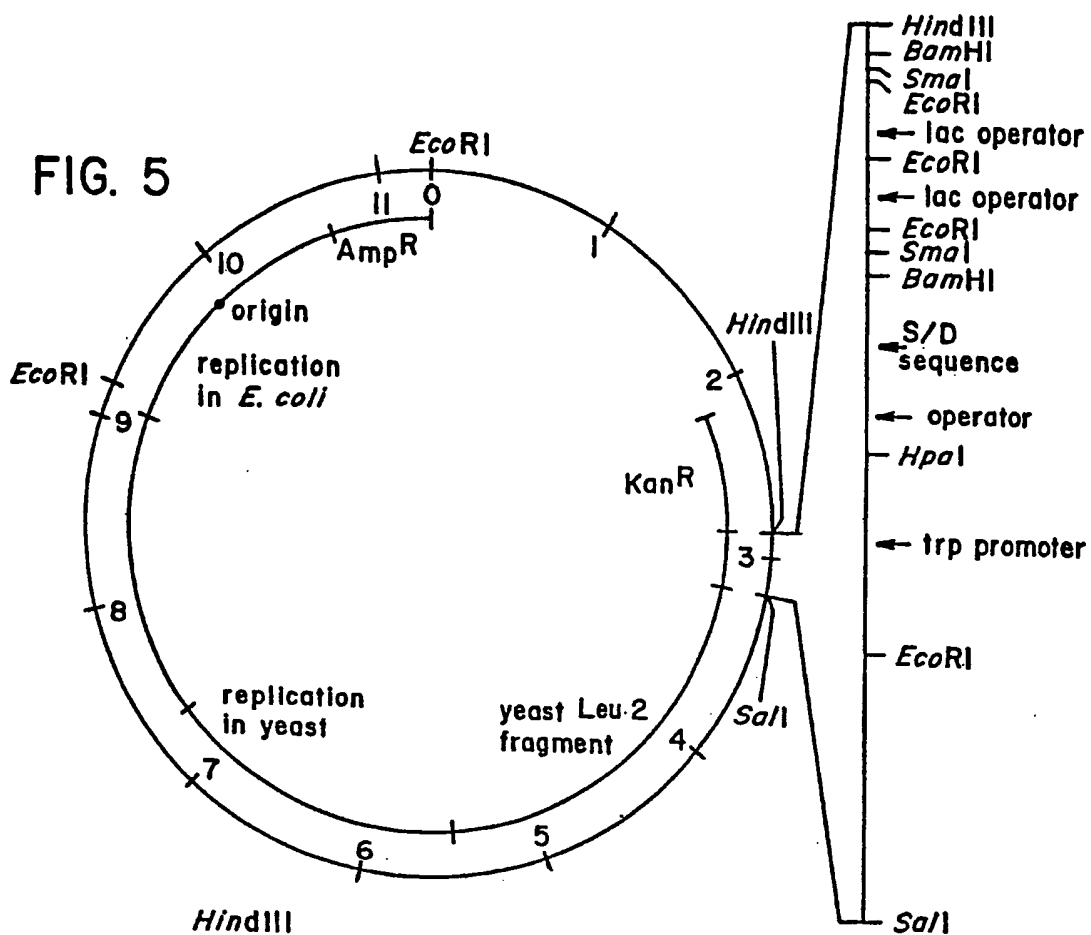 FIG. 5
EcoRI
0
1
2
3
4
5
6
7
8
9
10
11
AmpR
origin
replication
in E. coli
EcoRI
replication
in yeast
yeast Leu·2
fragment
KanR
HindIII
SalI
HindIII
HindIII
BamHI
SmaI
EcoRI
lac operator
EcoRI
lac operator
EcoRI
SmaI
BamHI
S/D
sequence
operator
HpaI
trp promoter
EcoRI
SalI